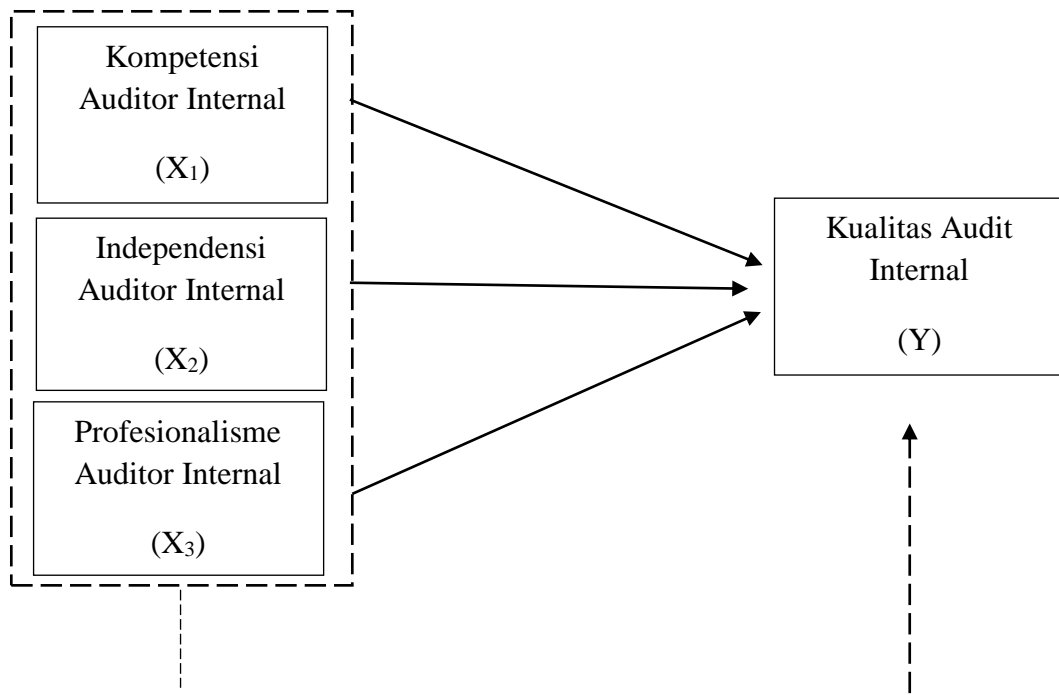 Kompetensi
Auditor Internal
(X₁)
Independensi
Auditor Internal
(X₂)
Profesionalisme
Auditor Internal
(X₃)
Kualitas Audit
Internal
(Y)